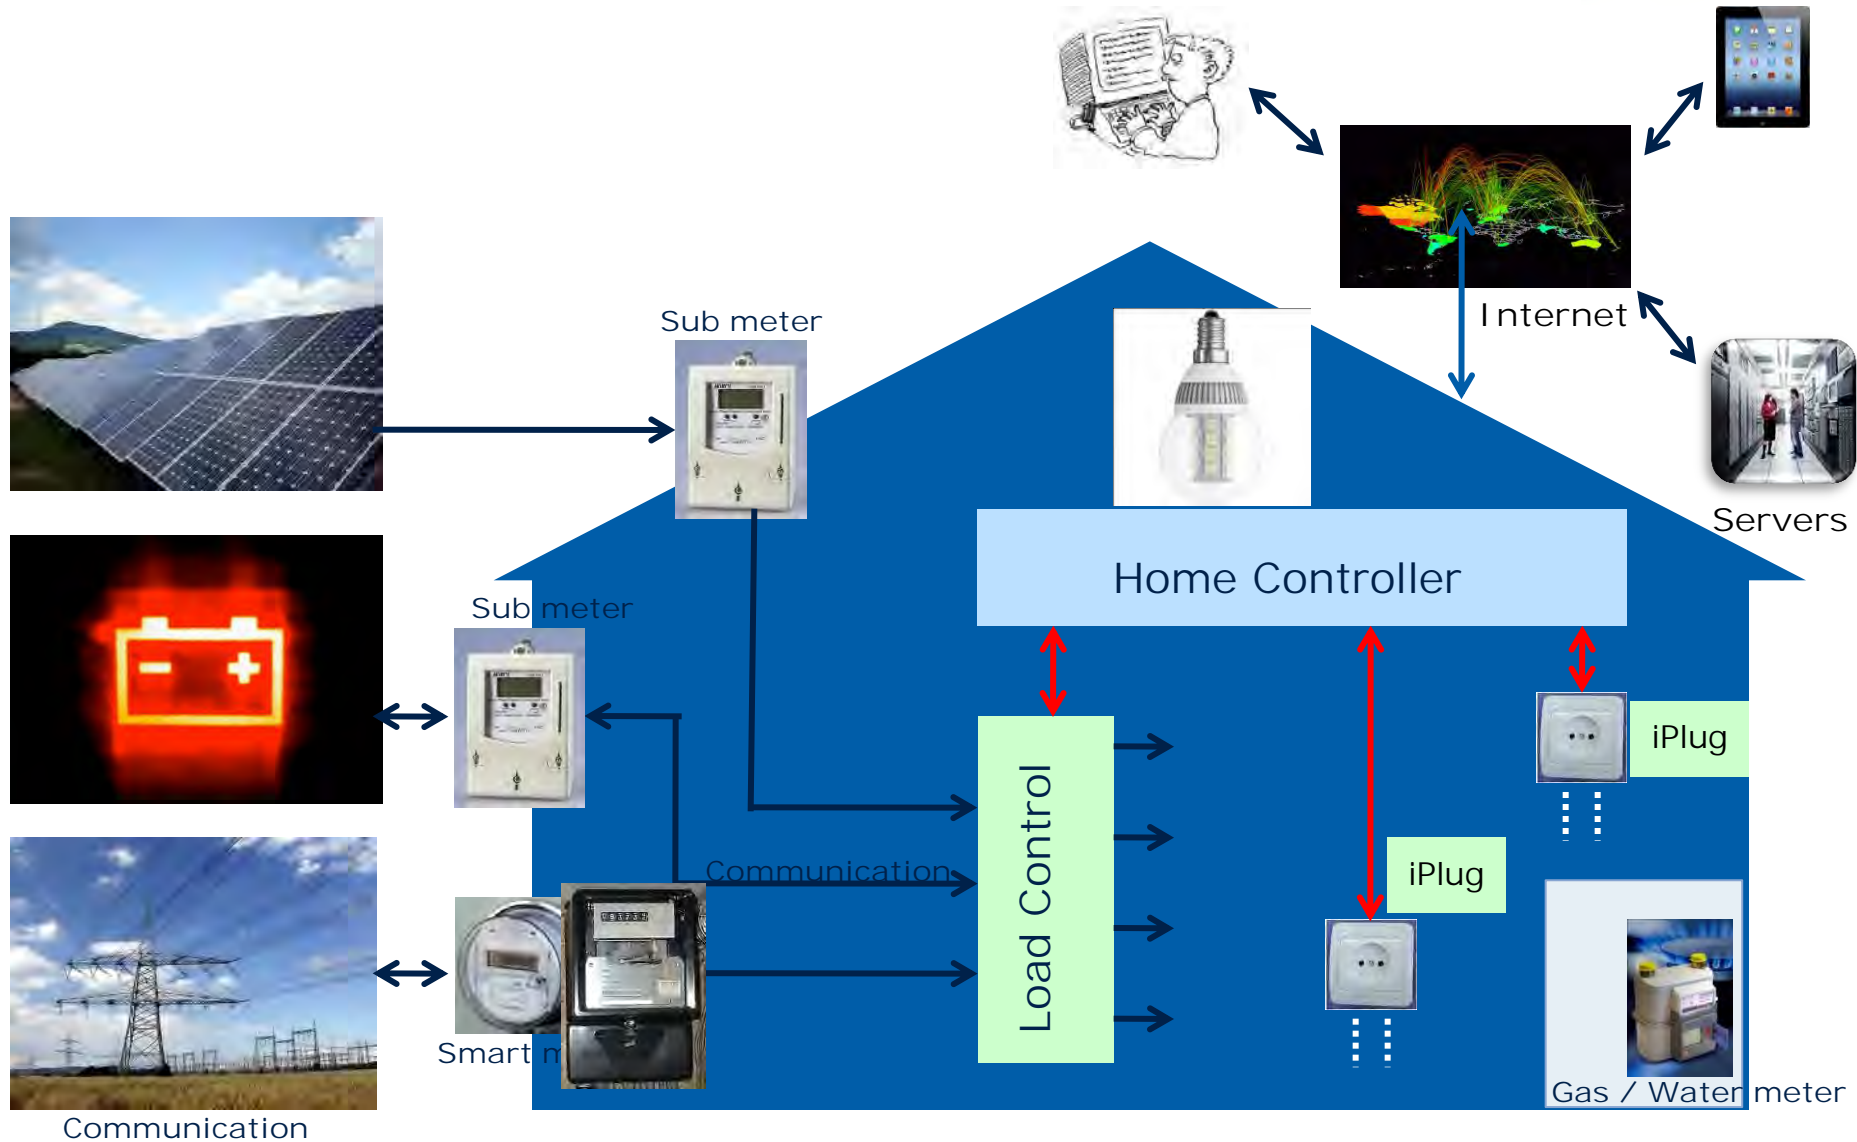 Internet
Sub meter
Servers
Home Controller
Sub meter
iPlug
Load Control
Communication
iPlug
Smart m
Gas / Water meter
Communication